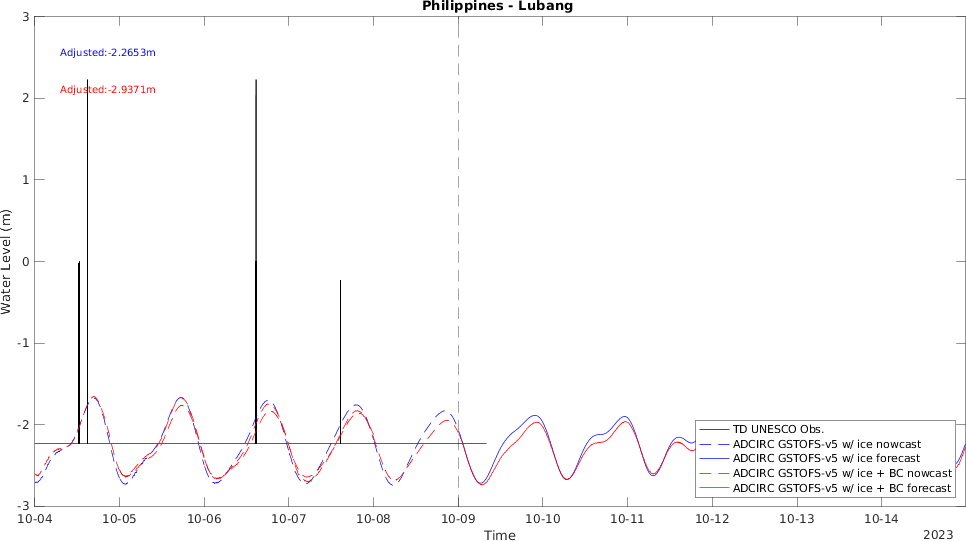 Philippines - Lubang
3
2
1
0
-1
-2
-3
Water Level (m)
Adjusted:-2.2653m
Adjusted:-2.9371m
TD UNESCO Obs.
ADCIRC GSTOFS-v5 w/ ice nowcast
ADCIRC GSTOFS-v5 w/ ice forecast
ADCIRC GSTOFS-v5 w/ ice + BC nowcast
ADCIRC GSTOFS-v5 w/ ice + BC forecast
10-04 10-05 10-06 10-07 10-08 10-09 10-10 10-11 10-12 10-13 10-14
Time
2023